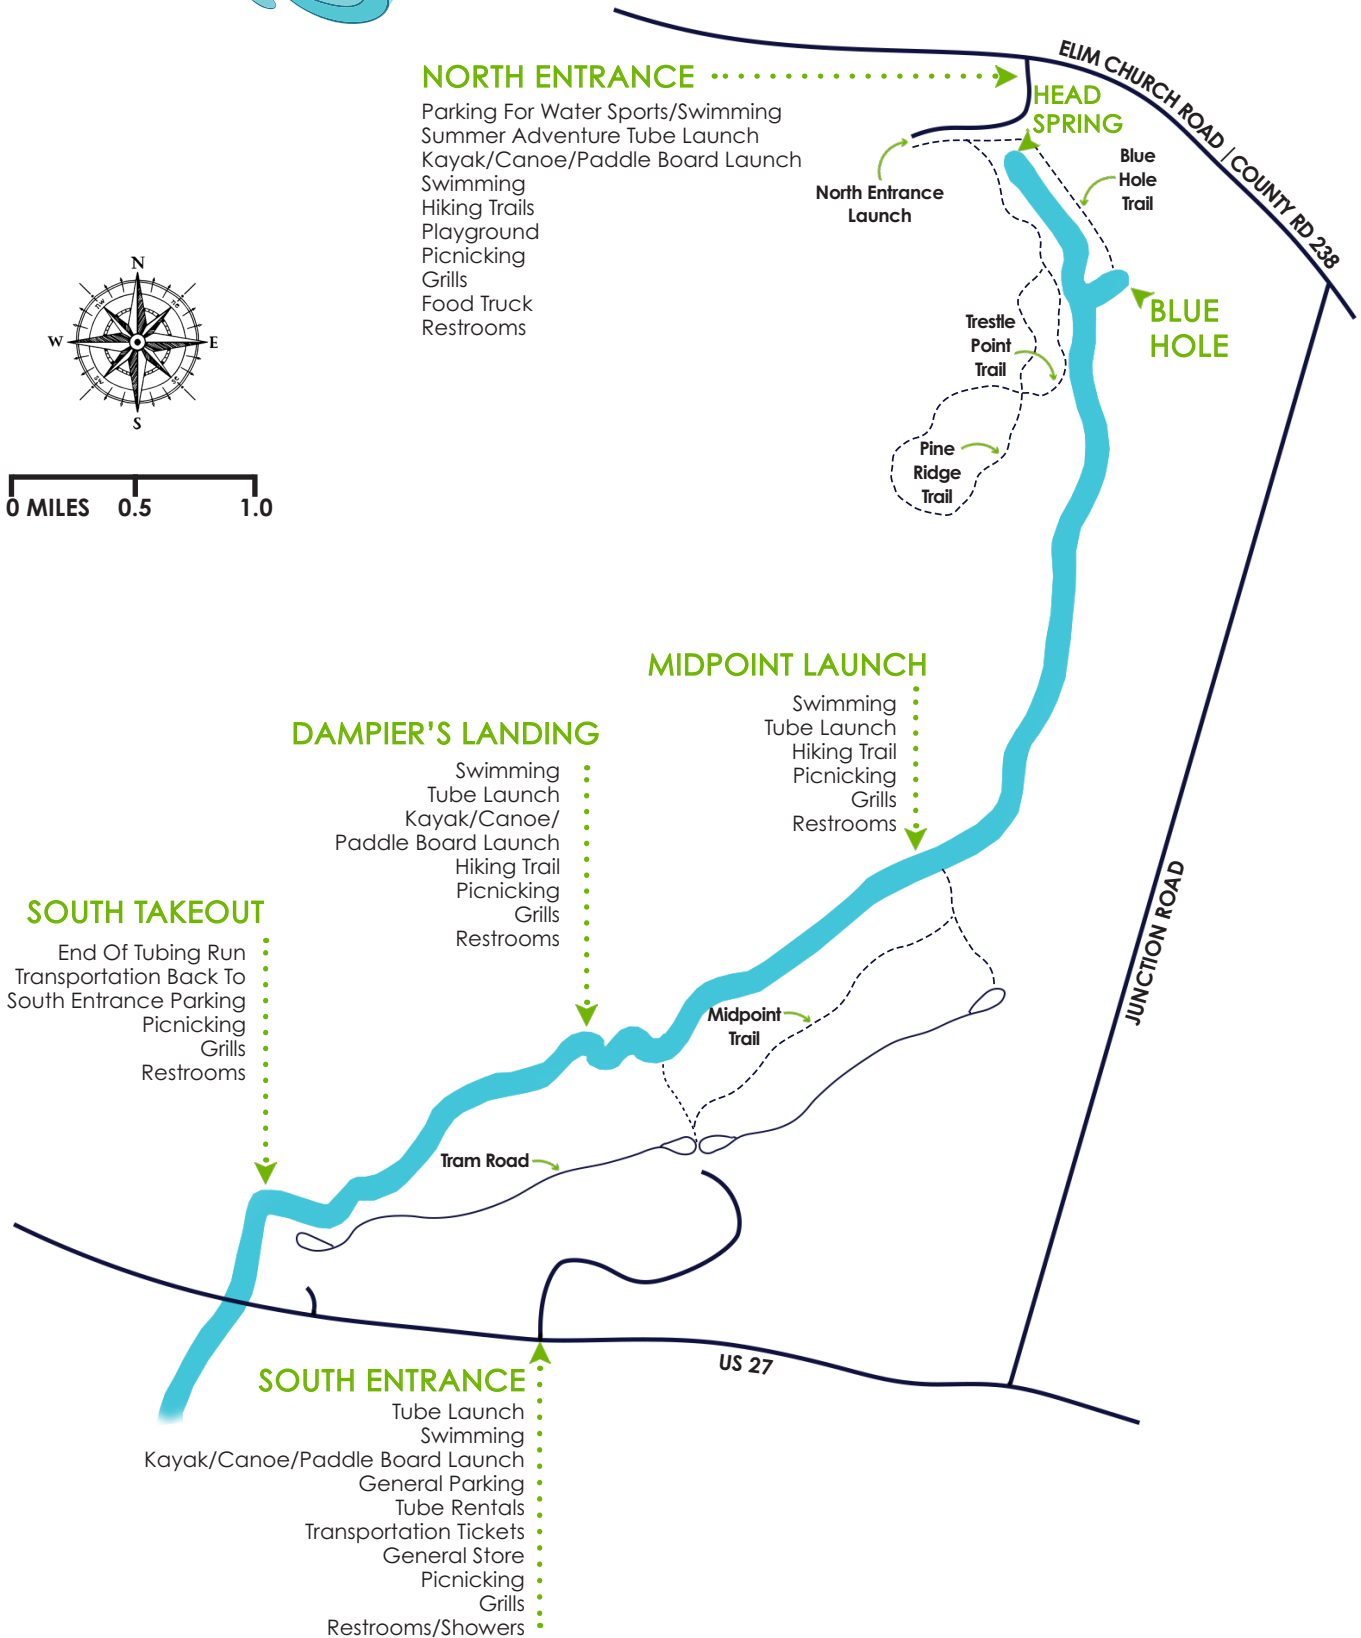 ELIM CHURCH ROAD | COUNTY RD 238
NORTH ENTRANCE
Parking For Water Sports/Swimming
Summer Adventure Tube Launch
Kayak/Canoe/Paddle Board Launch
Swimming
Hiking Trails
Playground
Picnicking
Grills
Food Truck
Restrooms
HEAD
SPRING
Blue
Hole
Trail
North Entrance
Launch
BLUE
HOLE
Trestle
Point
Trail
Pine
Ridge
Trail
N
nw
ne
W
E
sw
se
S
0 MILES 0.5 1.0
MIDPOINT LAUNCH
Swimming
Tube Launch
Hiking Trail
Picnicking
Grills
Restrooms
DAMPIER’S LANDING
Swimming
Tube Launch
Kayak/Canoe/
Paddle Board Launch
Hiking Trail
Picnicking
Grills
Restrooms
SOUTH TAKEOUT
End Of Tubing Run
Transportation Back To
South Entrance Parking
Picnicking
Grills
Restrooms
JUNCTION ROAD
Midpoint
Trail
Tram Road
US 27
SOUTH ENTRANCE
Tube Launch
Swimming
Kayak/Canoe/Paddle Board Launch
General Parking
Tube Rentals
Transportation Tickets
General Store
Picnicking
Grills
Restrooms/Showers